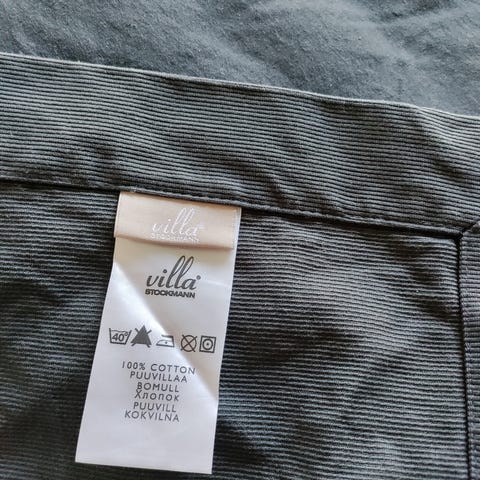 villa®
STOCKMANN
villa®
STOCKMANN
40°
100% COTTON
PUUVILLAA
BOMULL
Хлопок
PUUVILL
KOKVILNA